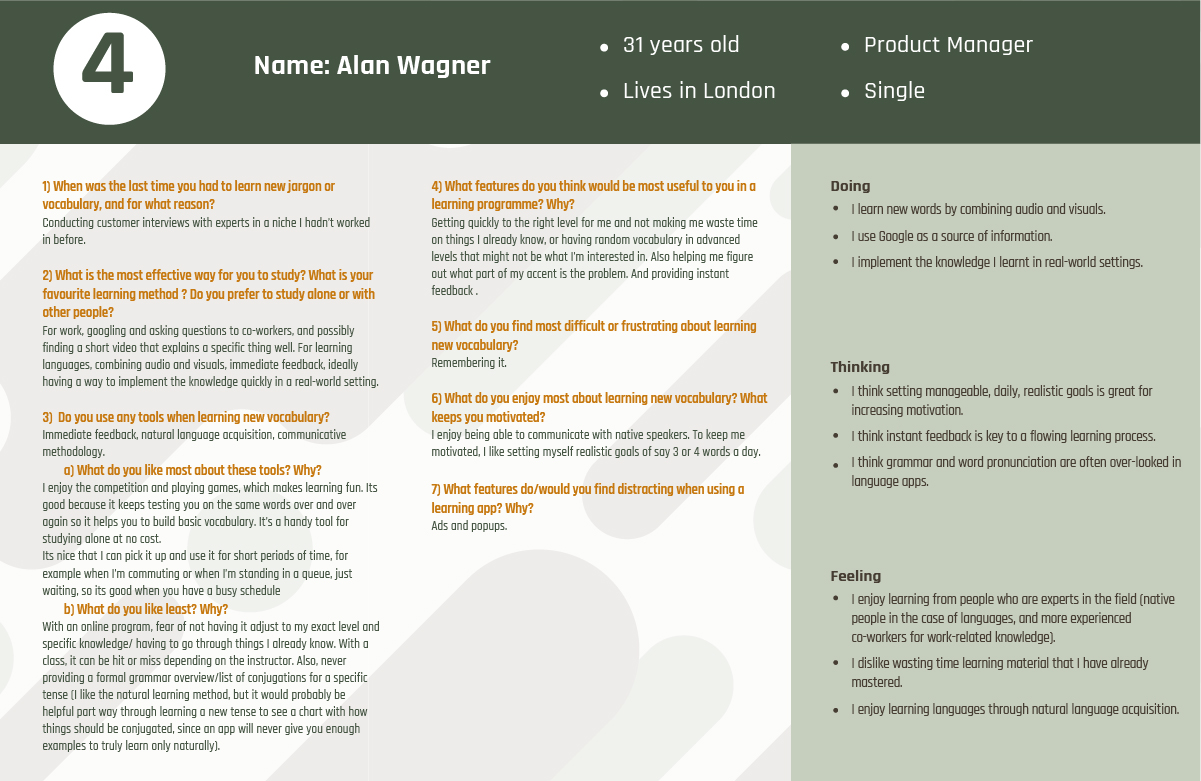 4
Name: Alan Wagner
• 31 years old
• Lives in London
• Product Manager
• Single
1) When was the last time you had to learn new jargon or
vocabulary, and for what reason?
Conducting customer interviews with experts in a niche I hadn't worked
in before.
2) What is the most effective way for you to study? What is your
favourite learning method ? Do you prefer to study alone or with
other people?
For work, googling and asking questions to co-workers, and possibly
finding a short video that explains a specific thing well. For learning
languages, combining audio and visuals, immediate feedback, ideally
having a way to implement the knowledge quickly in a real-world setting.
3) Do you use any tools when learning new vocabulary?
Immediate feedback, natural language acquisition, communicative
methodology.
a) What do you like most about these tools? Why?
I enjoy the competition and playing games, which makes learning fun. Its
good because it keeps testing you on the same words over and over
again so it helps you to build basic vocabulary. It's a handy tool for
studying alone at no cost.
Its nice that I can pick it up and use it for short periods of time, for
example when I'm commuting or when I'm standing in a queue, just
waiting, so its good when you have a busy schedule
b) What do you like least? Why?
With an online program, fear of not having it adjust to my exact level and
specific knowledge/ having to go through things I already know. With a
class, it can be hit or miss depending on the instructor. Also, never
providing a formal grammar overview/list of conjugations for a specific
tense (I like the natural learning method, but it would probably be
helpful part way through learning a new tense to see a chart with how
things should be conjugated, since an app will never give you enough
examples to truly learn only naturally).
4) What features do you think would be most useful to you in a
learning programme? Why?
Getting quickly to the right level for me and not making me waste time
on things I already know, or having random vocabulary in advanced
levels that might not be what I'm interested in. Also helping me figure
out what part of my accent is the problem. And providing instant
feedback .
5) What do you find most difficult or frustrating about learning
new vocabulary?
Remembering it.
6) What do you enjoy most about learning new vocabulary? What
keeps you motivated?
I enjoy being able to communicate with native speakers. To keep me
motivated, I like setting myself realistic goals of say 3 or 4 words a day.
7) What features do/would you find distracting when using a
learning app? Why?
Ads and popups.
Doing
• I learn new words by combining audio and visuals.
• I use Google as a source of information.
• I implement the knowledge I learnt in real-world settings.
Thinking
• I think setting manageable, daily, realistic goals is great for
increasing motivation.
• I think instant feedback is key to a flowing learning process.
• I think grammar and word pronunciation are often over-looked in
language apps.
Feeling
• I enjoy learning from people who are experts in the field (native
people in the case of languages, and more experienced
co-workers for work-related knowledge).
• I dislike wasting time learning material that I have already
mastered.
• I enjoy learning languages through natural language acquisition.